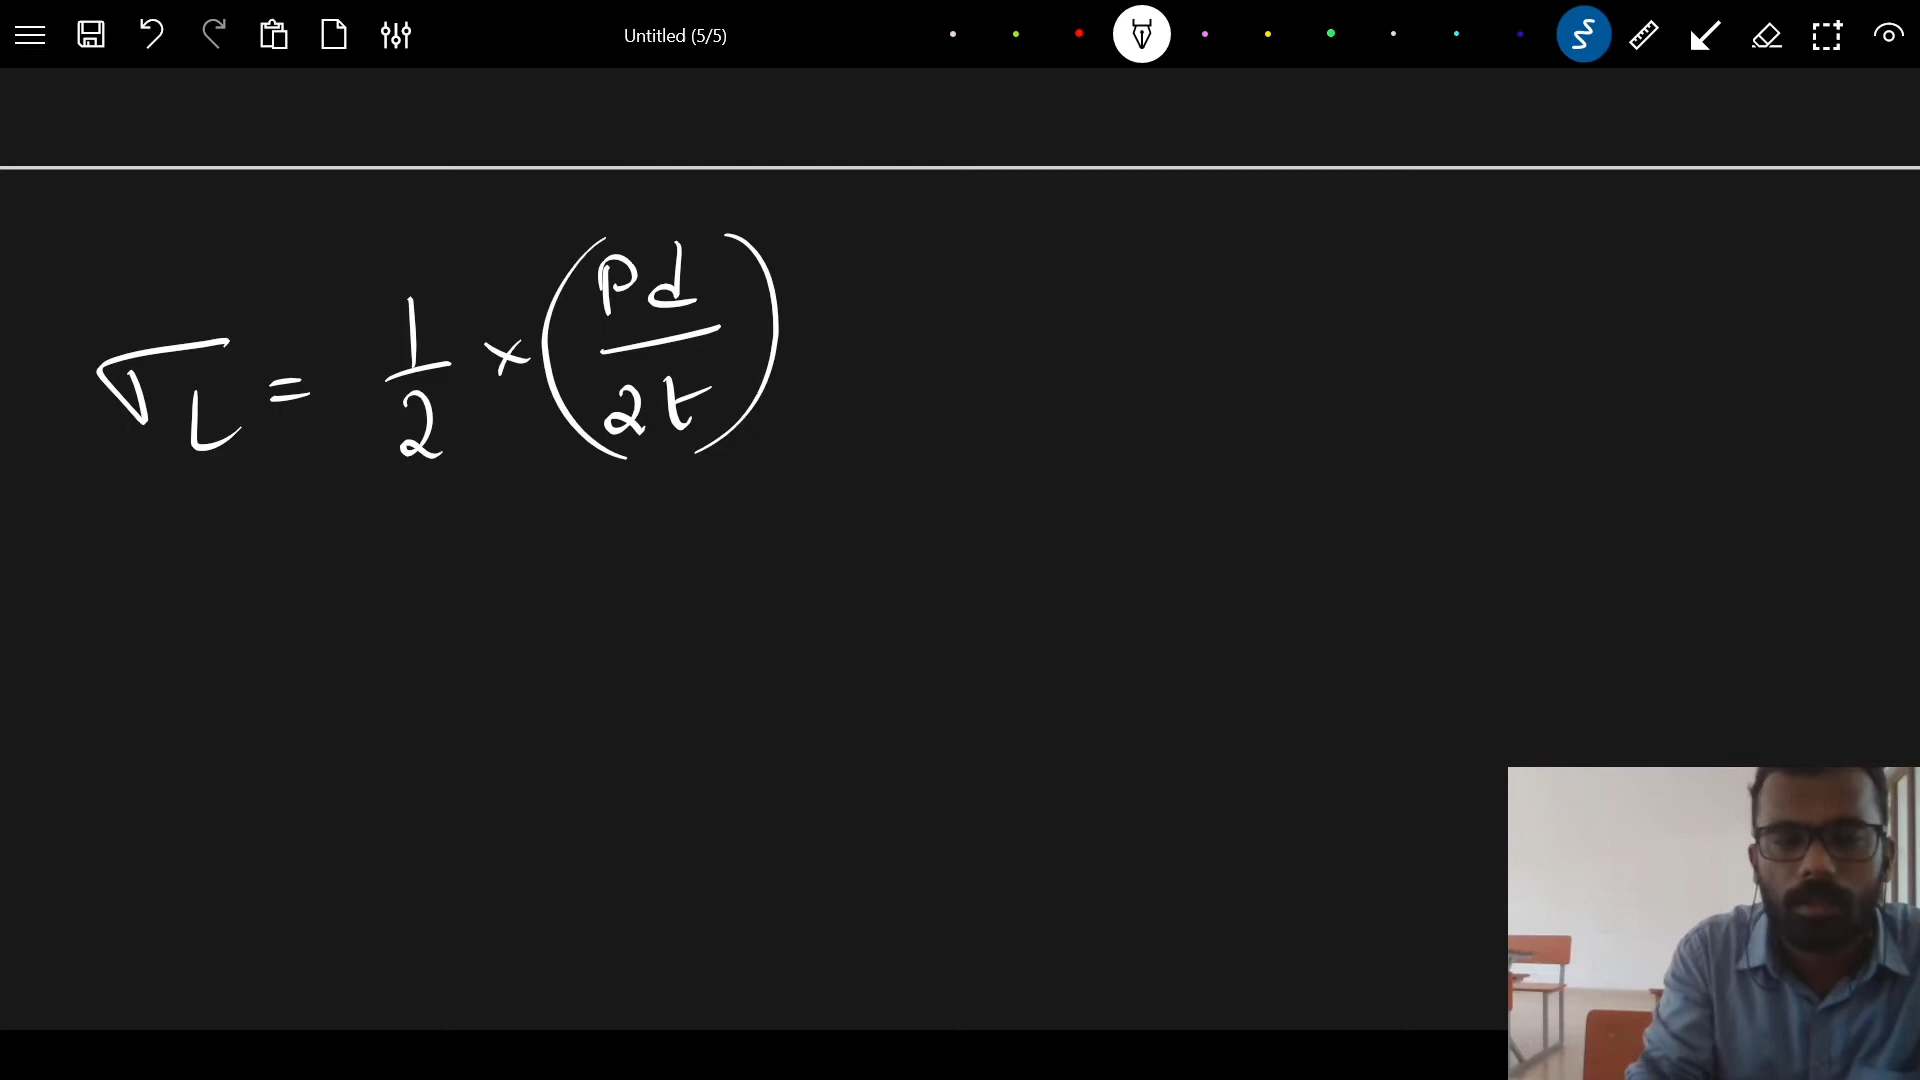 Untitled (5/5)
σL = 1/2 × (Pd/2t)